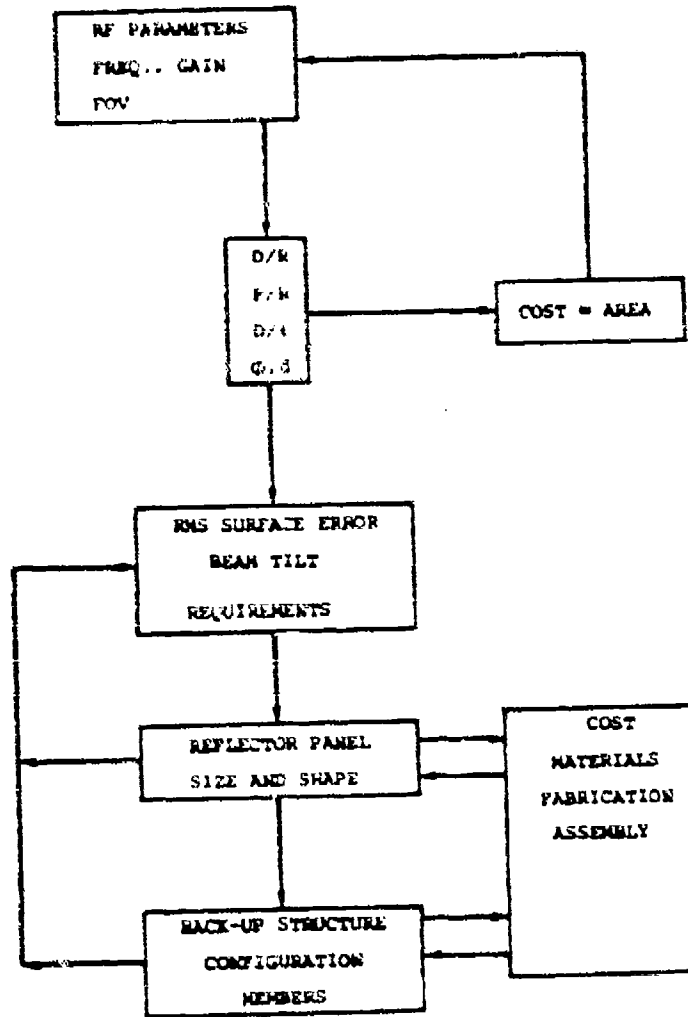 RF PARAMETERS
FREQ., GAIN
FOV
D/R
F/R
COST = AREA
RMS SURFACE ERROR
BEAM TILT
REQUIREMENTS
REFLECTOR PANEL
SIZE AND SHAPE
COST
MATERIALS
FABRICATION
ASSEMBLY
BACK-UP STRUCTURE
CONFIGURATION
MEMBERS